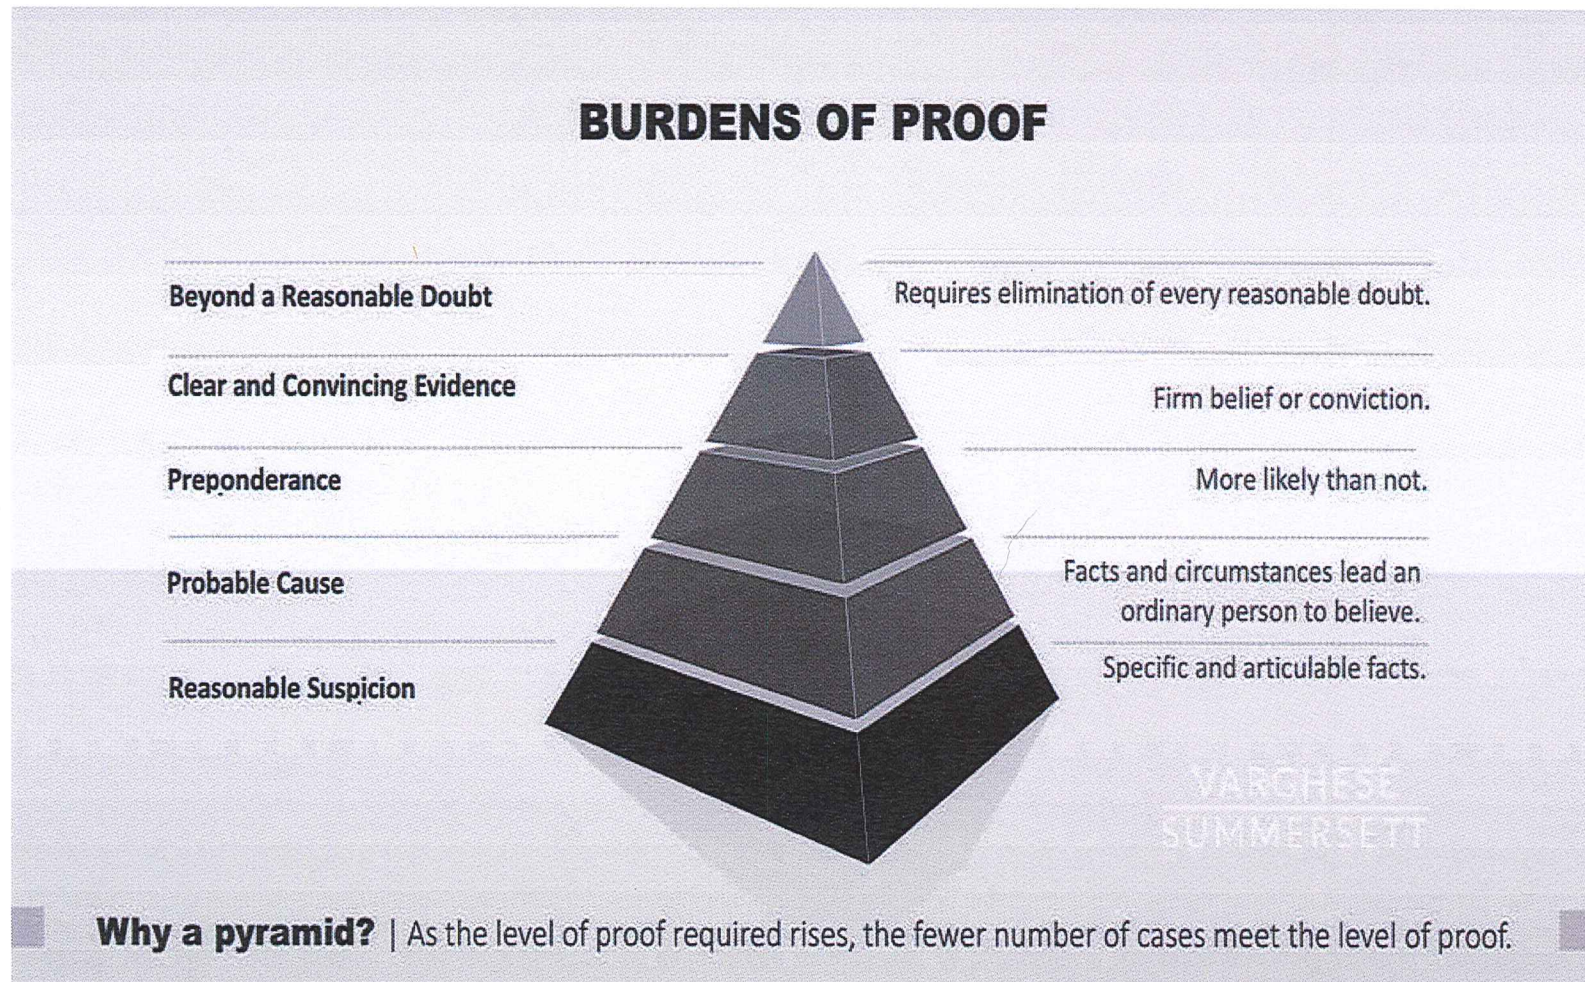 BURDENS OF PROOF
Beyond a Reasonable Doubt
Requires elimination of every reasonable doubt.
Clear and Convincing Evidence
Firm belief or conviction.
Preponderance
More likely than not.
Probable Cause
Facts and circumstances lead an
ordinary person to believe.
Reasonable Suspicion
Specific and articulable facts.
VARGHESE
SUMMERSETT
Why a pyramid? | As the level of proof required rises, the fewer number of cases meet the level of proof.